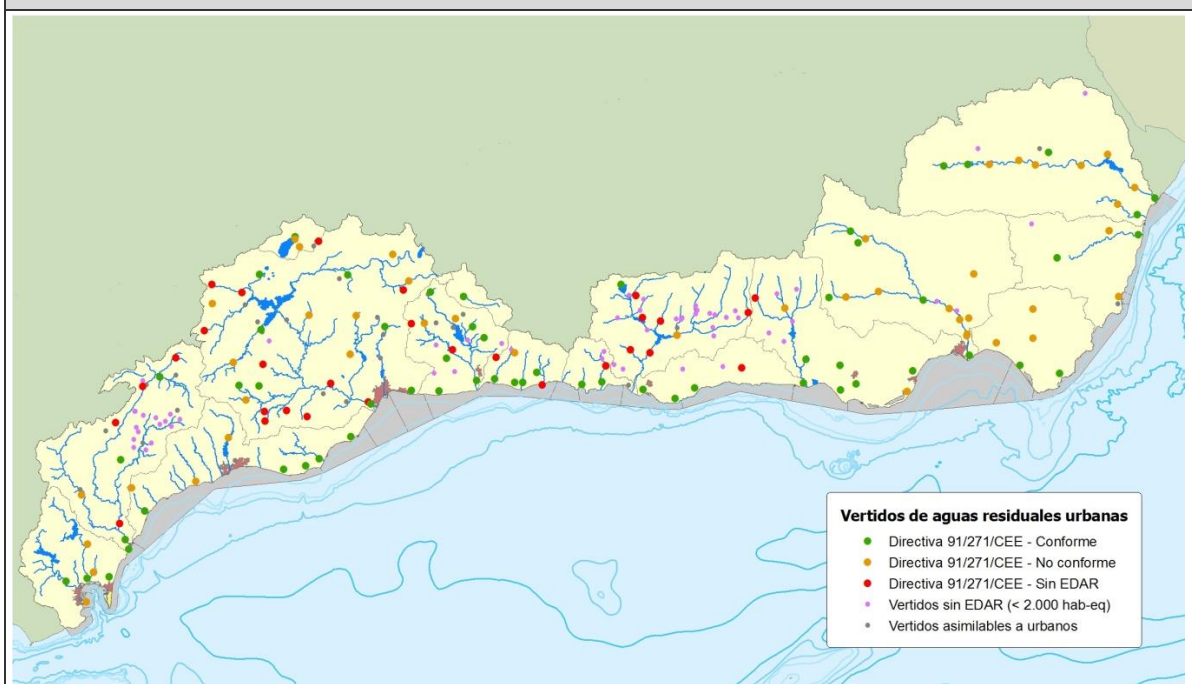 Vertidos de aguas residuales urbanas
Directiva 91/271/CEE - Conforme
Directiva 91/271/CEE - No conforme
Directiva 91/271/CEE - Sin EDAR
Vertidos sin EDAR (< 2.000 hab-eq)
Vertidos asimilables a urbanos